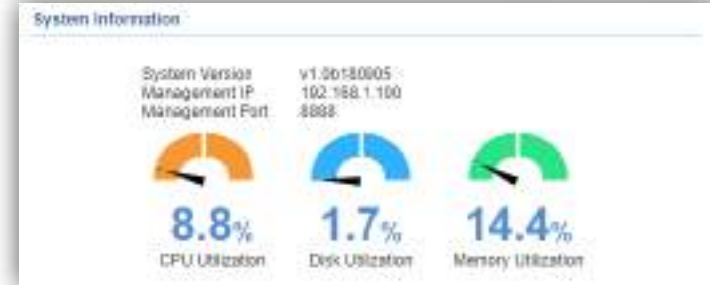 System Information
System Version v1.0b180905
Management IP 192.168.1.100
Management Port 8888
8.8% 1.7% 14.4%
CPU Utilization Disk Utilization Memory Utilization